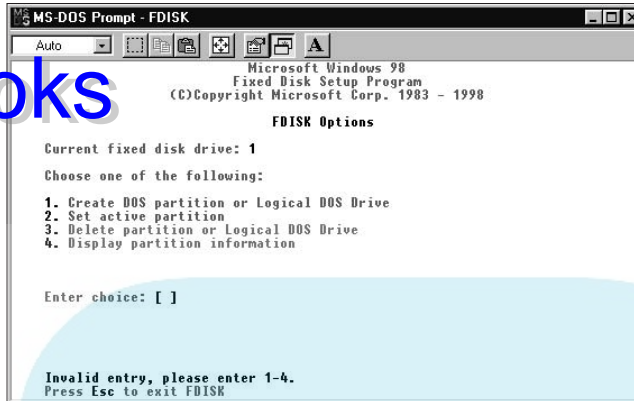 MS-DOS Prompt - FDISK
Auto
A
Microsoft Windows 98
Fixed Disk Setup Program
(C)Copyright Microsoft Corp. 1983 - 1998
oks
FDISK Options
Current fixed disk drive: 1
Choose one of the following:
1. Create DOS partition or Logical DOS Drive
2. Set active partition
3. Delete partition or Logical DOS Drive
4. Display partition information
Enter choice: [ ]
Invalid entry, please enter 1-4.
Press Esc to exit FDISK